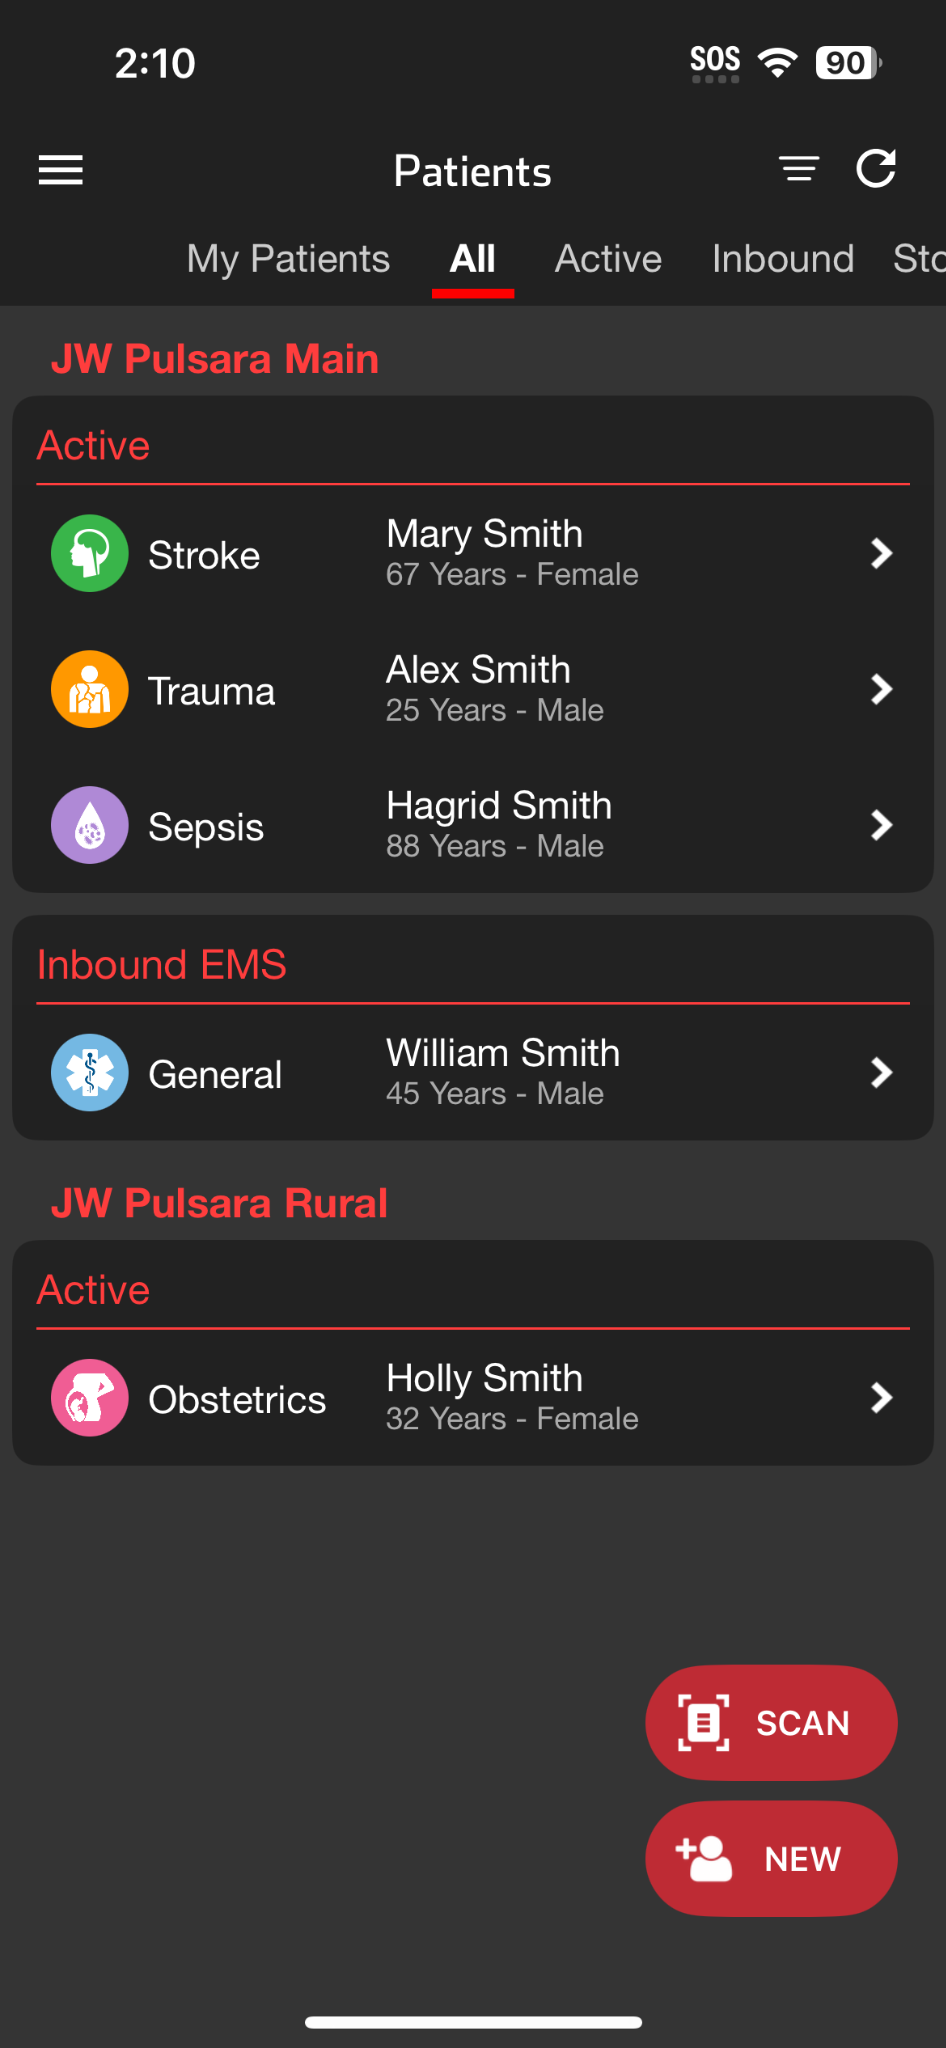 2:10
SOS
90
Patients
My Patients All Active Inbound Sto
JW Pulsara Main
Active
Stroke
Mary Smith
67 Years - Female
Trauma
Alex Smith
25 Years - Male
Sepsis
Hagrid Smith
88 Years - Male
Inbound EMS
General
William Smith
45 Years - Male
JW Pulsara Rural
Active
Obstetrics
Holly Smith
32 Years - Female
SCAN
NEW